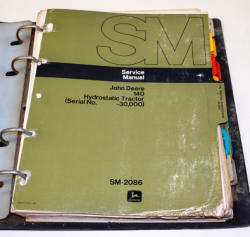 SM
Service
Manual
John Deere
140
Hydrostatic Tractor
(Serial No. -30,000)
SM-2086